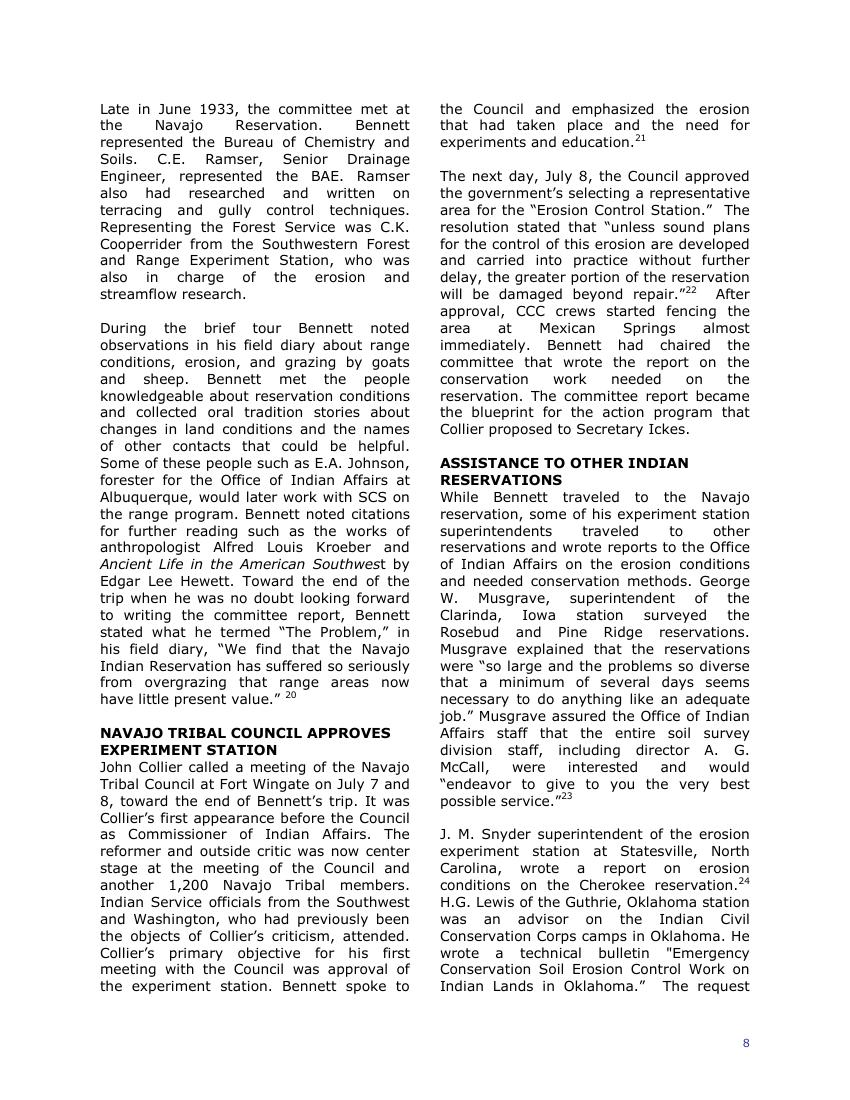 Late in June 1933, the committee met at
the Navajo Reservation. Bennett
represented the Bureau of Chemistry and
Soils. C.E. Ramser, Senior Drainage
Engineer, represented the BAE. Ramser
also had researched and written on
terracing and gully control techniques.
Representing the Forest Service was C.K.
Cooperrider from the Southwestern Forest
and Range Experiment Station, who was
also in charge of the erosion and
streamflow research.

During the brief tour Bennett noted
observations in his field diary about range
conditions, erosion, and grazing by goats
and sheep. Bennett met the people
knowledgeable about reservation conditions
and collected oral tradition stories about
changes in land conditions and the names
of other contacts that could be helpful.
Some of these people such as E.A. Johnson,
forester for the Office of Indian Affairs at
Albuquerque, would later work with SCS on
the range program. Bennett noted citations
for further reading such as the works of
anthropologist Alfred Louis Kroeber and
Ancient Life in the American Southwest by
Edgar Lee Hewett. Toward the end of the
trip when he was no doubt looking forward
to writing the committee report, Bennett
stated what he termed “The Problem,” in
his field diary, “We find that the Navajo
Indian Reservation has suffered so seriously
from overgrazing that range areas now
have little present value.” 20

NAVAJO TRIBAL COUNCIL APPROVES
EXPERIMENT STATION
John Collier called a meeting of the Navajo
Tribal Council at Fort Wingate on July 7 and
8, toward the end of Bennett’s trip. It was
Collier’s first appearance before the Council
as Commissioner of Indian Affairs. The
reformer and outside critic was now center
stage at the meeting of the Council and
another 1,200 Navajo Tribal members.
Indian Service officials from the Southwest
and Washington, who had previously been
the objects of Collier’s criticism, attended.
Collier’s primary objective for his first
meeting with the Council was approval of
the experiment station. Bennett spoke to
the Council and emphasized the erosion
that had taken place and the need for
experiments and education.21

The next day, July 8, the Council approved
the government’s selecting a representative
area for the “Erosion Control Station.” The
resolution stated that “unless sound plans
for the control of this erosion are developed
and carried into practice without further
delay, the greater portion of the reservation
will be damaged beyond repair.”22 After
approval, CCC crews started fencing the
area at Mexican Springs almost
immediately. Bennett had chaired the
committee that wrote the report on the
conservation work needed on the
reservation. The committee report became
the blueprint for the action program that
Collier proposed to Secretary Ickes.

ASSISTANCE TO OTHER INDIAN
RESERVATIONS
While Bennett traveled to the Navajo
reservation, some of his experiment station
superintendents traveled to other
reservations and wrote reports to the Office
of Indian Affairs on the erosion conditions
and needed conservation methods. George
W. Musgrave, superintendent of the
Clarinda, Iowa station surveyed the
Rosebud and Pine Ridge reservations.
Musgrave explained that the reservations
were “so large and the problems so diverse
that a minimum of several days seems
necessary to do anything like an adequate
job.” Musgrave assured the Office of Indian
Affairs staff that the entire soil survey
division staff, including director A. G.
McCall, were interested and would
“endeavor to give to you the very best
possible service.”23

J. M. Snyder superintendent of the erosion
experiment station at Statesville, North
Carolina, wrote a report on erosion
conditions on the Cherokee reservation.24
H.G. Lewis of the Guthrie, Oklahoma station
was an advisor on the Indian Civil
Conservation Corps camps in Oklahoma. He
wrote a technical bulletin "Emergency
Conservation Soil Erosion Control Work on
Indian Lands in Oklahoma.” The request
8